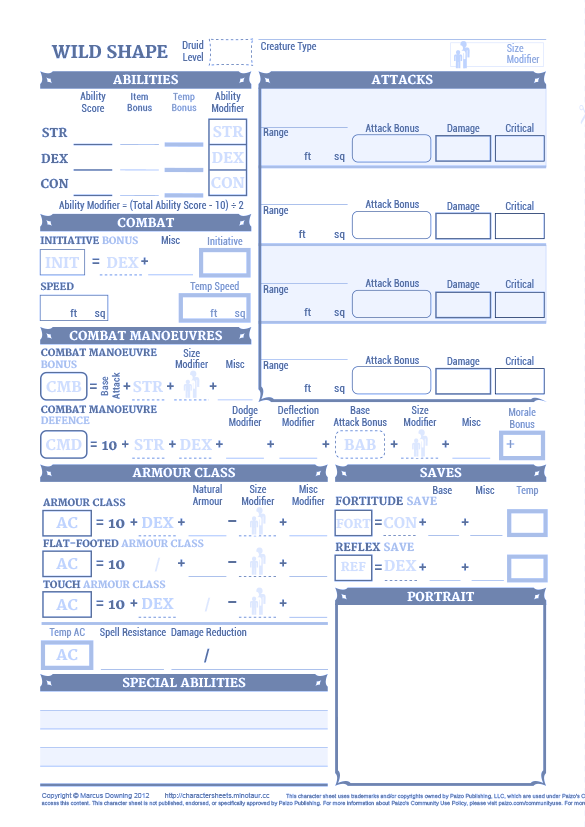 WILD SHAPE Druid Level Creature Type Size Modifier
ABILITIES
Ability Score Item Bonus Temp Bonus Ability Modifier
STR STR
DEX DEX
CON CON
Ability Modifier = (Total Ability Score - 10) ÷ 2
ATTACKS
Range ft sq Attack Bonus Damage Critical
Range ft sq Attack Bonus Damage Critical
Range ft sq Attack Bonus Damage Critical
Range ft sq Attack Bonus Damage Critical
COMBAT
INITIATIVE BONUS Misc Initiative
INIT = DEX +
SPEED Temp Speed
ft sq ft sq
COMBAT MANOEUVRES
COMBAT MANOEUVRE BONUS Size Modifier Misc
CMB = Base Attack + STR + +
COMBAT MANOEUVRE DEFENCE Dodge Modifier Deflection Modifier Base Attack Bonus Size Modifier Misc Morale Bonus
CMD = 10 + STR + DEX + + + BAB + + +
ARMOUR CLASS
Natural Armour Size Modifier Misc Modifier
ARMOUR CLASS
AC = 10 + DEX + − +
FLAT-FOOTED ARMOUR CLASS
AC = 10 / + − +
TOUCH ARMOUR CLASS
AC = 10 + DEX / − +
Temp AC Spell Resistance Damage Reduction
AC /
SPECIAL ABILITIES
SAVES
Base Misc Temp
FORTITUDE SAVE
FORT = CON + +
REFLEX SAVE
REF = DEX + +
PORTRAIT
Copyright © Marcus Downing 2012 http://charactersheets.minotaur.cc This character sheet uses trademarks and/or copyrights owned by Paizo Publishing, LLC, which are used under Paizo's C
access this content. This character sheet is not published, endorsed, or specifically approved by Paizo Publishing. For more information about Paizo's Community Use Policy, please visit paizo.com/communityuse. For mor